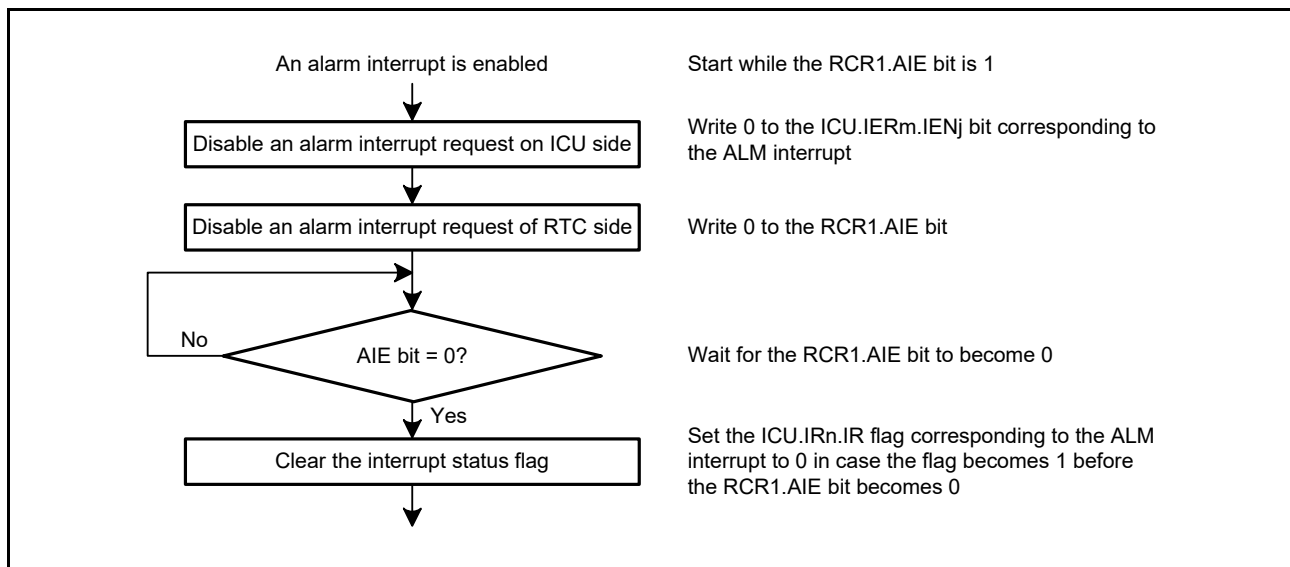 An alarm interrupt is enabled
Start while the RCR1.AIE bit is 1
Disable an alarm interrupt request on ICU side
Write 0 to the ICU.IERm.IENj bit corresponding to
the ALM interrupt
Disable an alarm interrupt request of RTC side
Write 0 to the RCR1.AIE bit
No
AIE bit = 0?
Wait for the RCR1.AIE bit to become 0
Yes
Clear the interrupt status flag
Set the ICU.IRn.IR flag corresponding to the ALM
interrupt to 0 in case the flag becomes 1 before
the RCR1.AIE bit becomes 0